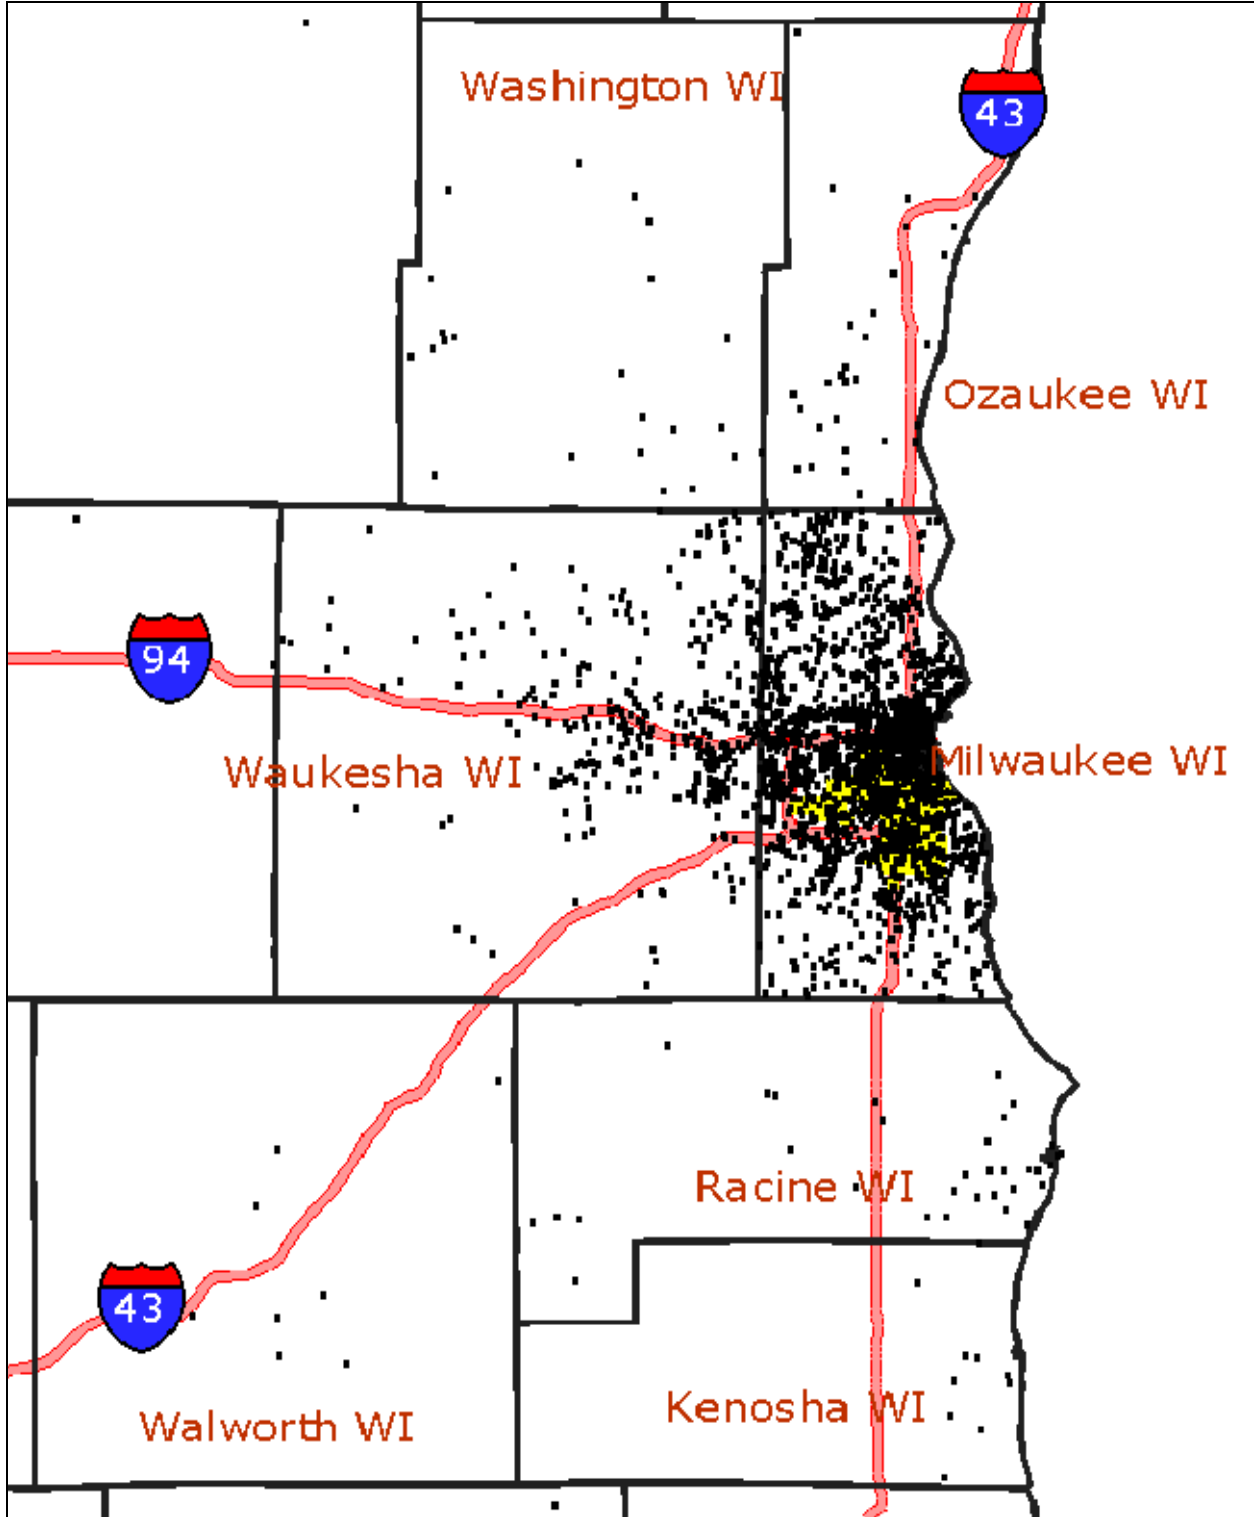 Washington WI
43
Ozaukee WI
94
Waukesha WI
Milwaukee WI
Racine WI
43
Kenosha WI
Walworth WI